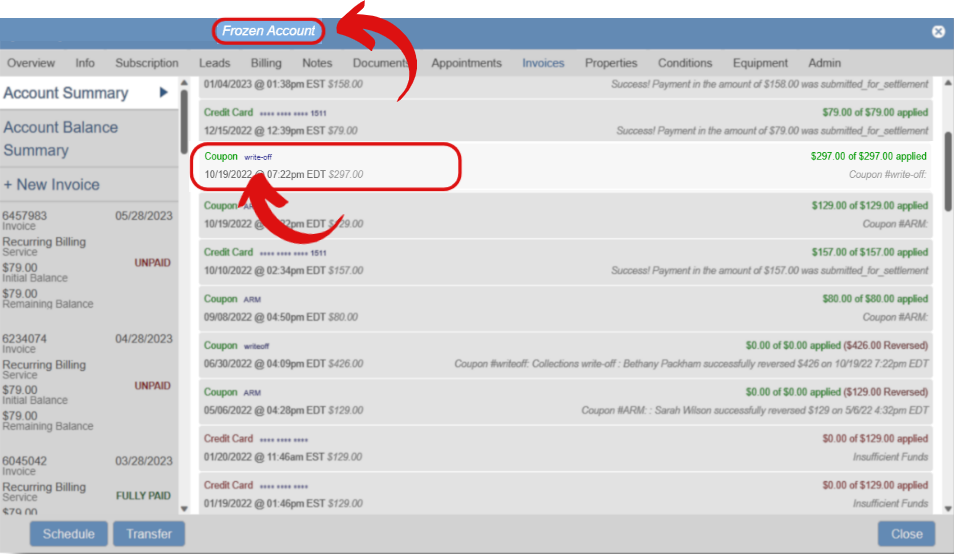 Frozen Account
Overview Info Subscription Leads Billing Notes Documents Appointments Invoices Properties Conditions Equipment Admin
Account Summary
Account Balance
Summary
+ New Invoice
6457983 05/28/2023
Invoice
Recurring Billing
Service
$79.00 UNPAID
Initial Balance
$79.00
Remaining Balance
6234074 04/28/2023
Invoice
Recurring Billing
Service
$79.00 UNPAID
Initial Balance
$79.00
Remaining Balance
6045042 03/28/2023
Invoice
Recurring Billing
Service FULLY PAID
$79.00
01/04/2023 @ 01:38pm EST $158.00 Success! Payment in the amount of $158.00 was submitted_for_settlement
Credit Card •••• •••• •••• 1511 $79.00 of $79.00 applied
12/15/2022 @ 12:39pm EST $79.00 Success! Payment in the amount of $79.00 was submitted_for_settlement
Coupon write-off $297.00 of $297.00 applied
10/19/2022 @ 07:22pm EDT $297.00 Coupon #write-off:
Coupon $129.00 of $129.00 applied
10/19/2022 EDT Coupon #ARM:
Credit Card •••• •••• •••• 1511 $157.00 of $157.00 applied
10/10/2022 @ 02:34pm EDT $157.00 Success! Payment in the amount of $157.00 was submitted_for_settlement
Coupon ARM $80.00 of $80.00 applied
09/08/2022 @ 04:50pm EDT $80.00 Coupon #ARM:
Coupon writeoff $0.00 of $0.00 applied ($426.00 Reversed)
06/30/2022 @ 04:09pm EDT $426.00 Coupon #writeoff: Collections write-off : Bethany Packham successfully reversed $426 on 10/19/22 7:22pm EDT
Coupon ARM $0.00 of $0.00 applied ($129.00 Reversed)
05/06/2022 @ 04:28pm EDT $129.00 Coupon #ARM: : Sarah Wilson successfully reversed $129 on 5/6/22 4:32pm EDT
Credit Card •••• •••• •••• $0.00 of $129.00 applied
01/20/2022 @ 11:46am EST $129.00 Insufficient Funds
Credit Card •••• •••• •••• $0.00 of $129.00 applied
01/19/2022 @ 01:46pm EST $129.00 Insufficient Funds
Schedule Transfer Close